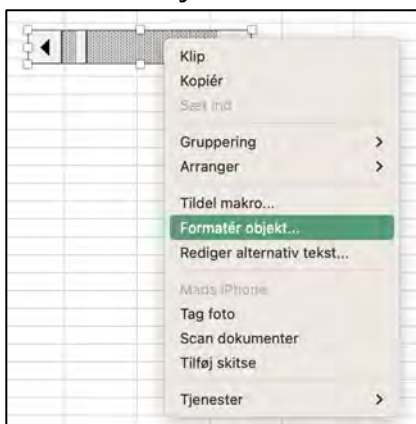 Klip
Kopiér
Sæt ind
Gruppering
Arranger
Tildel makro...
Formatér objekt...
Rediger alternativ tekst...
Mads iPhone
Tag foto
Scan dokumenter
Tilføj skitse
Tjenester